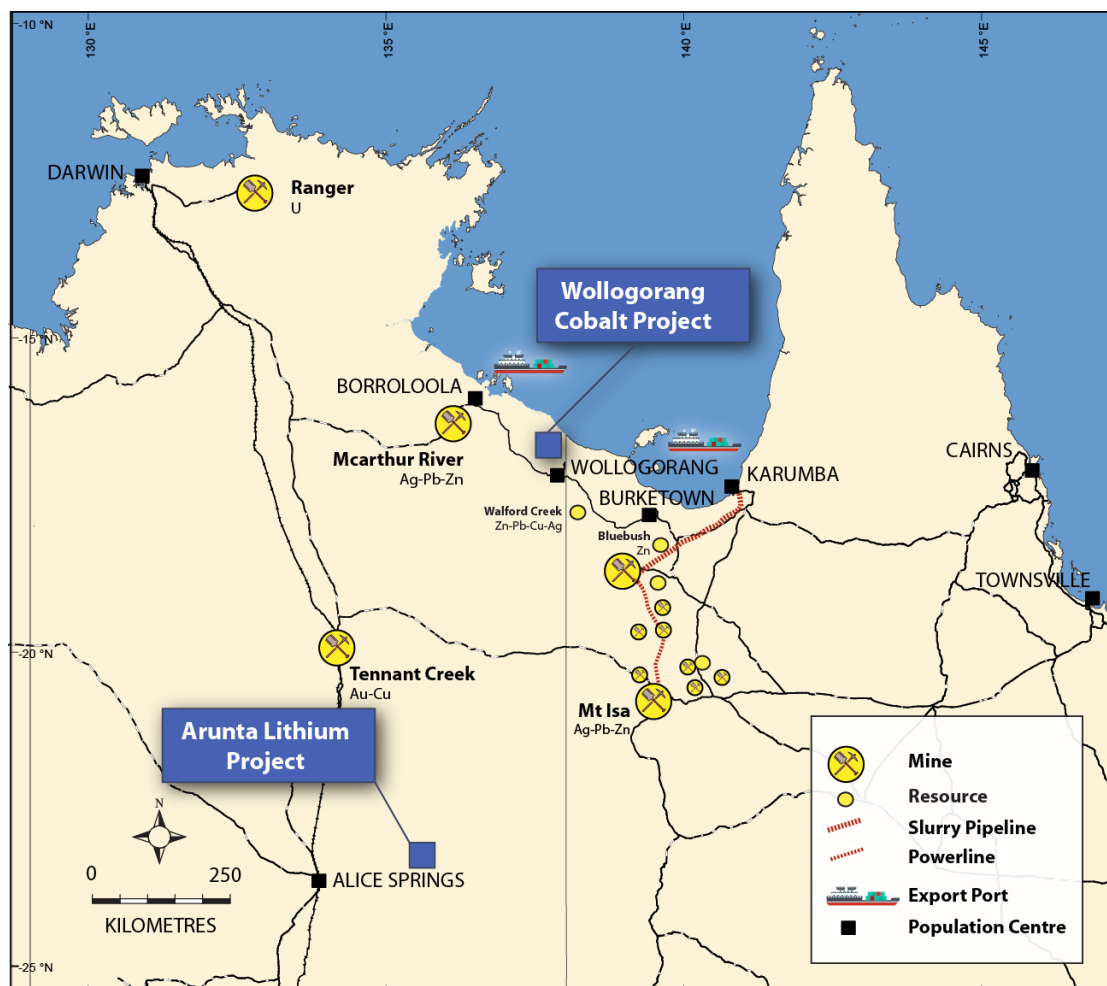 130 °E
135 °E
140 °E
145 °E
-10 °N
DARWIN
Ranger
U
Wollogorang
Cobalt Project
-15 °N
BORROLOOLA
Mcarthur River
Ag-Pb-Zn
WOLLOGORANG
KARUMBA
CAIRNS
BURKETOWN
Walford Creek
Zn-Pb-Cu-Ag
Bluebush
Zn
TOWNSVILLE
-20 °N
Tennant Creek
Au-Cu
Mt Isa
Ag-Pb-Zn
Arunta Lithium
Project
N
0
250
KILOMETRES
ALICE SPRINGS
-25 °N
Mine
Resource
Slurry Pipeline
Powerline
Export Port
Population Centre